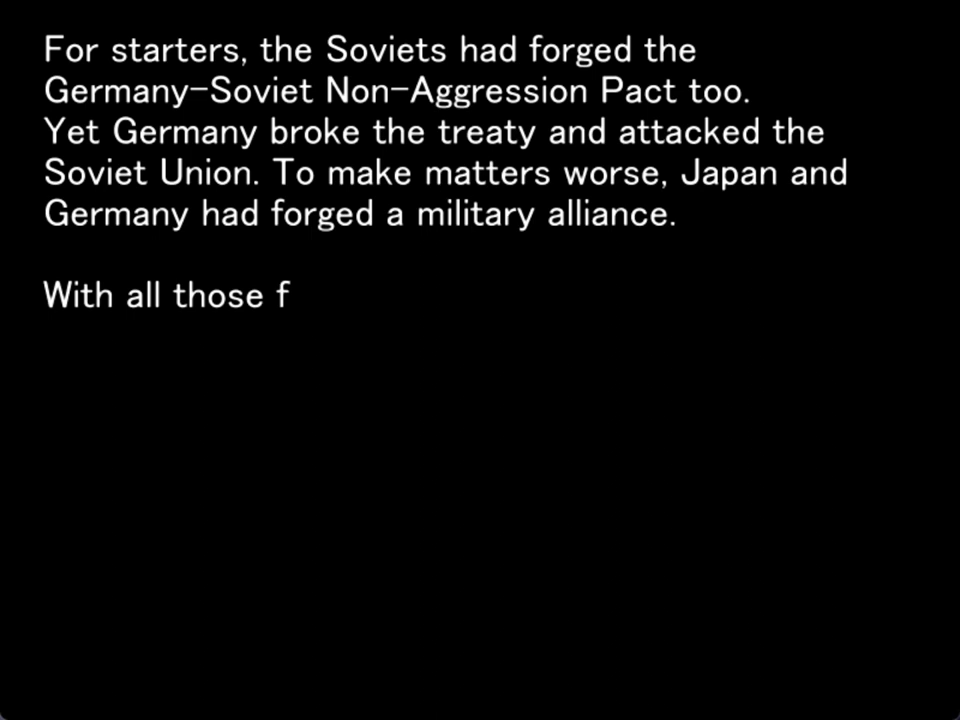 For starters, the Soviets had forged the
Germany-Soviet Non-Aggression Pact too.
Yet Germany broke the treaty and attacked the
Soviet Union. To make matters worse, Japan and
Germany had forged a military alliance.
With all those f